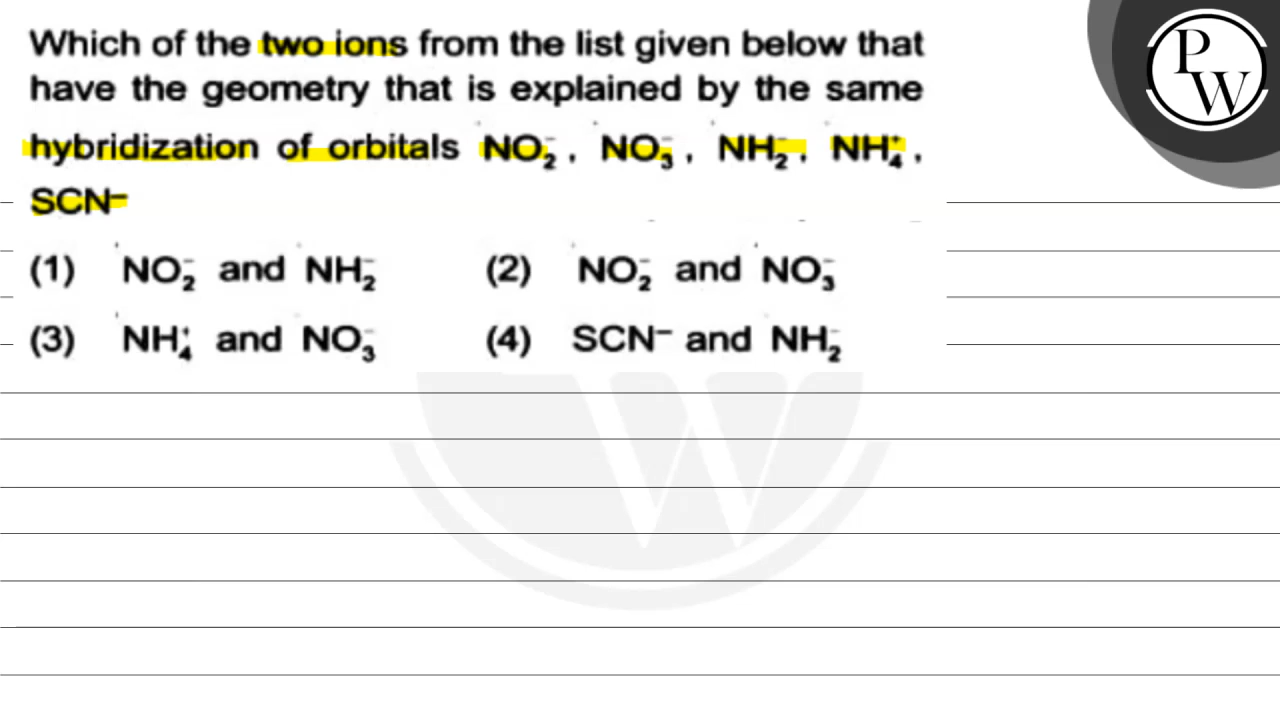 Which of the two ions from the list given below that
have the geometry that is explained by the same
hybridization of orbitals NO₂⁻, NO₃⁻, NH₂⁻, NH₄⁺,
SCN⁻
(1) NO₂⁻ and NH₂⁻ (2) NO₂⁻ and NO₃⁻
(3) NH₄⁺ and NO₃⁻ (4) SCN⁻ and NH₂⁻
PW